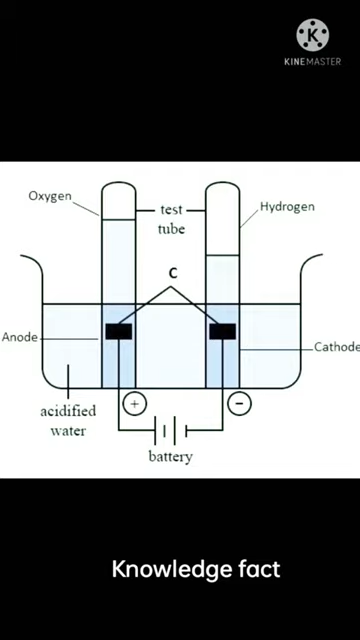 KINEMASTER
Oxygen
test
tube
Hydrogen
C
Anode
Cathode
acidified
water
+
−
battery
Knowledge fact